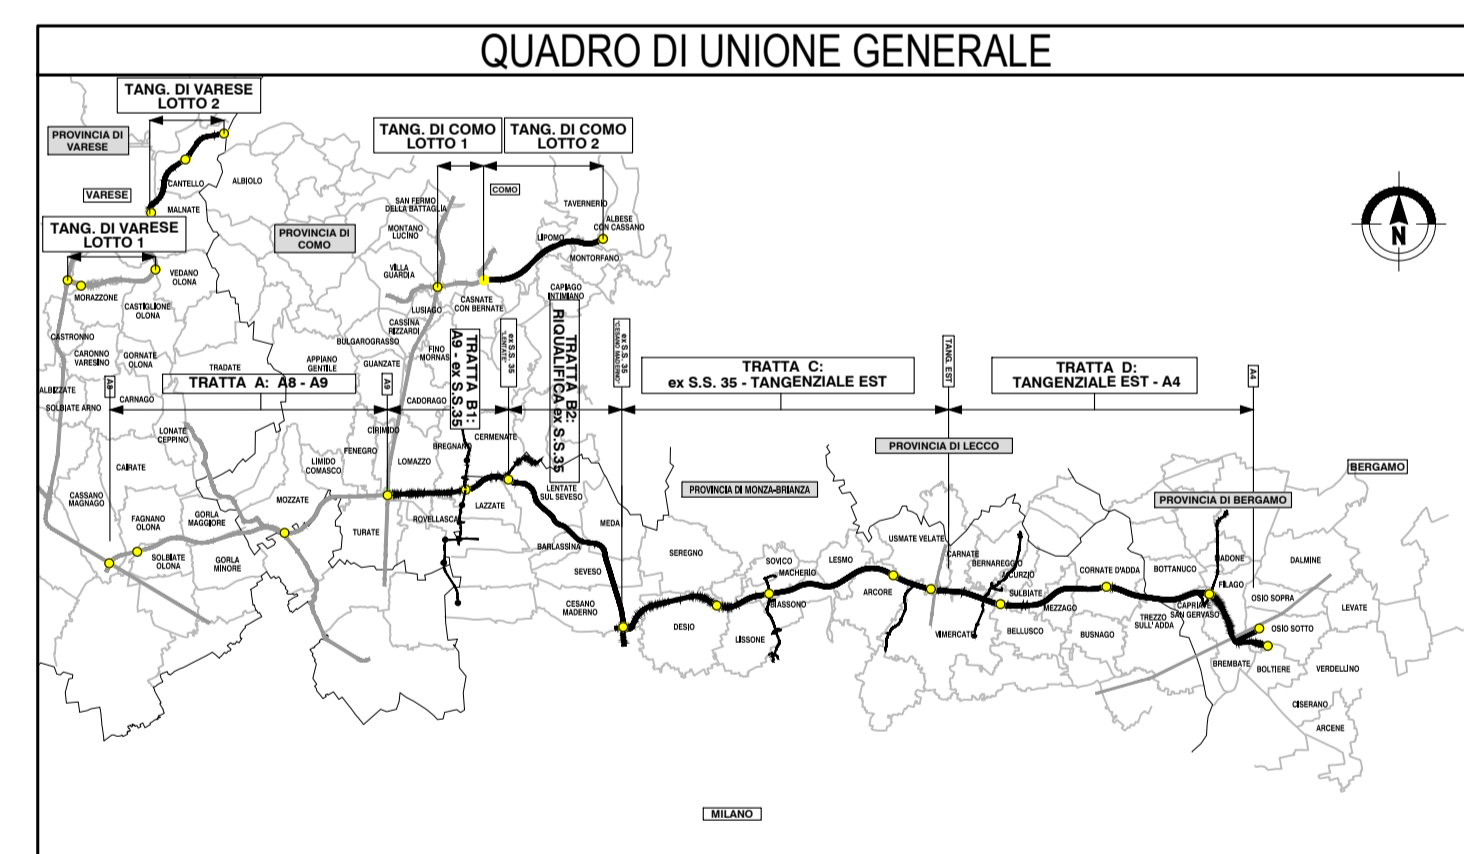 QUADRO DI UNIONE GENERALE
TANG. DI VARESE
LOTTO 2
PROVINCIA DI
VARESE
TANG. DI COMO
LOTTO 1
TANG. DI COMO
LOTTO 2
CANTELLO
ALBIOLO
VARESE
MALNATE
COMO
SAN FERMO
DELLA BATTAGLIA
TAVERNERIO
ALBESE
CON CASSANO
TANG. DI VARESE
LOTTO 1
PROVINCIA DI
COMO
MONTANO
LUCINO
LIPOMO
MONTORFANO
N
VEDANO
OLONA
VILLA
GUARDIA
CAPIAGO
INTIMIANO
MORAZZONE
CASTIGLIONE
OLONA
LUSIAGO
CASNATE
CON BERNATE
CASSINA
RIZZARDI
CASTRONNO
BULGAROGRASSO
CARONNO
VARESINO
GORNATE
OLONA
TRADATE
APPIANO
GENTILE
GUANZATE
FINO
MORNAS
TRATTA B1:
A9 - ex S.S.35
ex S.S. 35
"LENTATE"
TRATTA B2:
RIQUALIFICA ex S.S.35
ex S.S. 35
"CESANO MADERNO"
TRATTA C:
ex S.S. 35 - TANGENZIALE EST
TANG. EST
TRATTA D:
TANGENZIALE EST - A4
A4
ALBIZZATE
A8
TRATTA A: A8 - A9
A9
SOLBIATE ARNO
CARNAGO
CADORAGO
LONATE
CEPPINO
CIRIMIDO
CERMENATE
BREGNANO
FENEGRO
PROVINCIA DI LECCO
CAIRATE
LIMIDO
COMASCO
LOMAZZO
BERGAMO
CASSANO
MAGNAGO
MOZZATE
LENTATE
SUL SEVESO
PROVINCIA DI MONZA-BRIANZA
PROVINCIA DI BERGAMO
FAGNANO
OLONA
GORLA
MAGGIORE
ROVELLASCA
LAZZATE
MEDA
TURATE
SOLBIATE
OLONA
GORLA
MINORE
BARLASSINA
SEREGNO
USMATE VELATE
CARNATE
BERNAREGGIO
MADONE
DALMINE
SEVESO
SOVICO
MACHERIO
LESMO
CURZIO
CORNATE D'ADDA
BOTTANUCO
FILAGO
ARCORE
SULBIATE
OSIO SOPRA
CESANO
MADERNO
BIASSONO
MEZZAGO
CAPRIATE
SAN GERVASO
LEVATE
DESIO
LISSONE
VIMERCATE
BELLUSCO
BUSNAGO
TREZZO
SULL'ADDA
OSIO SOTTO
BREMBATE
BOLTIERE
VERDELLINO
CISERANO
ARCENE
MILANO